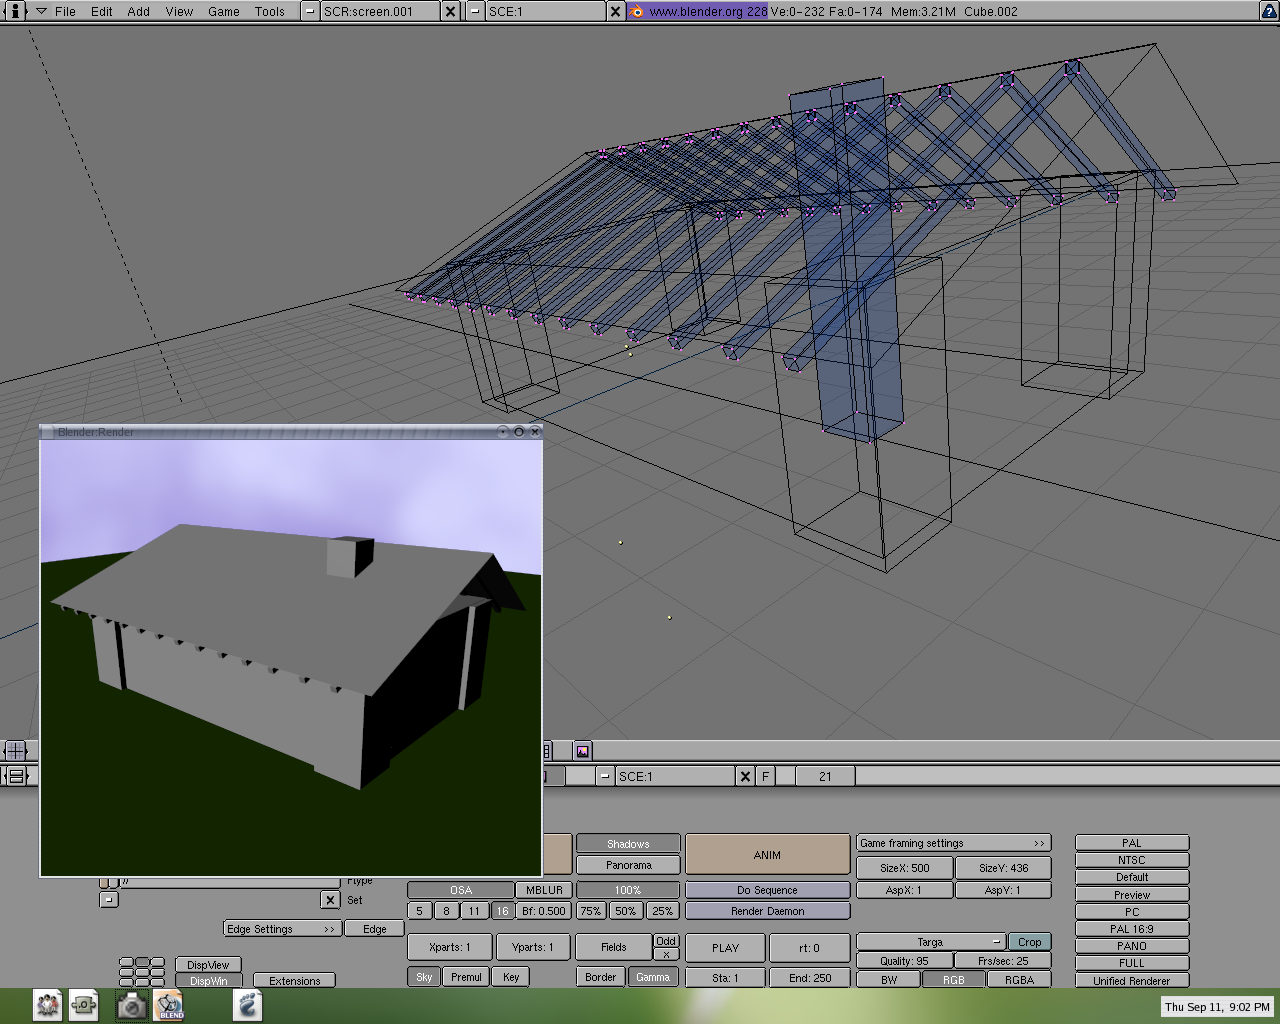 File Edit Add View Game Tools SCR:screen.001 SCE:1 www.blender.org 228 Ve:0-232 Fa:0-174 Mem:3.21M Cube.002
Blender:Render
SCE:1 F 21
Shadows ANIM Game framing settings >> PAL
Panorama NTSC
SizeX: 500 SizeY: 436 Default
// Ftype OSA MBLUR 100% Do Sequence AspX: 1 AspY: 1 Preview
Set 5 8 11 16 Bf: 0.500 75% 50% 25% Render Daemon PC
Edge Settings >> Edge PAL 16:9
Xparts: 1 Yparts: 1 Fields Odd x PLAY rt: 0 Targa Crop PANO
DispView Quality: 95 Frs/sec: 25 FULL
DispWin Extensions Sky Premul Key Border Gamma Sta: 1 End: 250 BW RGB RGBA Unified Renderer
BLEND
Thu Sep 11, 9:02 PM